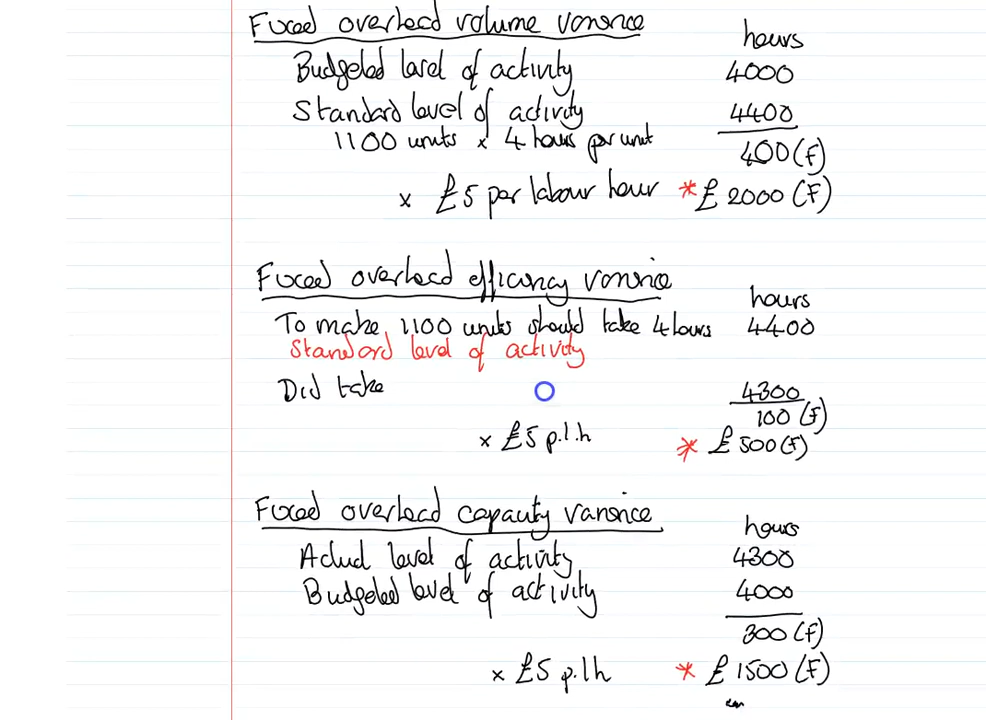 Fixed overhead volume variance
hours
Budgeted level of activity 4000
Standard level of activity 4400
1100 units x 4 hours per unit 400 (F)
x £5 per labour hour *£ 2000 (F)
Fixed overhead efficiency variance
hours
To make 1100 units should take 4 hours 4400
Standard level of activity
Did take 4300
100 (F)
x £5 p.l.h * £ 500 (F)
Fixed overhead capacity variance
hours
Actual level of activity 4300
Budgeted level of activity 4000
300 (F)
x £5 p.l.h * £ 1500 (F)